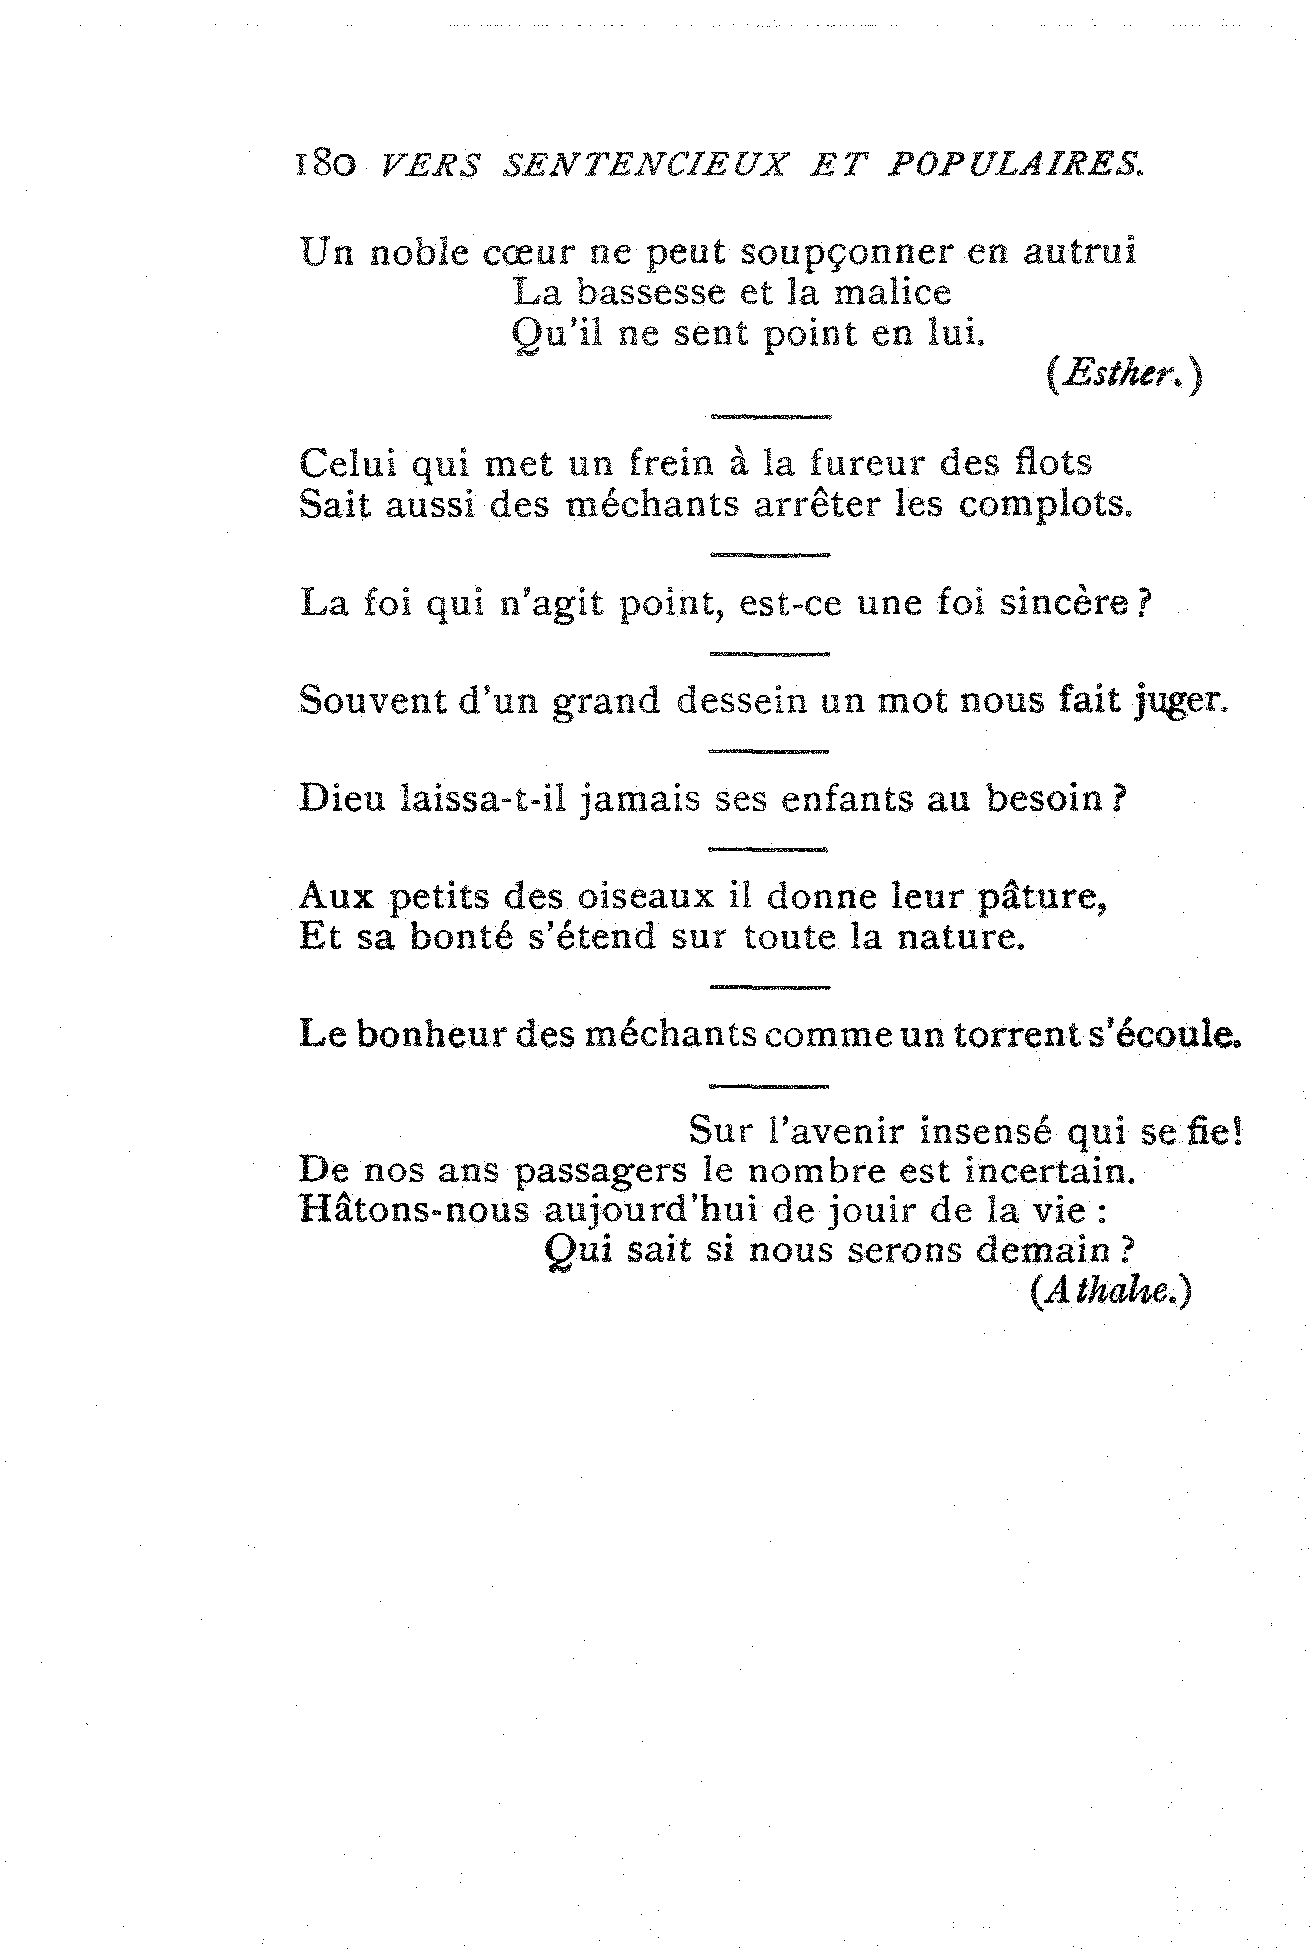 180 VERS SENTENCIEUX ET POPULAIRES.
Un noble cœur ne peut soupçonner en autrui
La bassesse et la malice
Qu'il ne sent point en lui.
(Esther.)
Celui qui met un frein à la fureur des flots
Sait aussi des méchants arrêter les complots.
La foi qui n'agit point, est-ce une foi sincère ?
Souvent d'un grand dessein un mot nous fait juger.
Dieu laissa-t-il jamais ses enfants au besoin ?
Aux petits des oiseaux il donne leur pâture,
Et sa bonté s'étend sur toute la nature.
Le bonheur des méchants comme un torrent s'écoule.
Sur l'avenir insensé qui se fie!
De nos ans passagers le nombre est incertain.
Hâtons-nous aujourd'hui de jouir de la vie :
Qui sait si nous serons demain ?
(Athalie.)